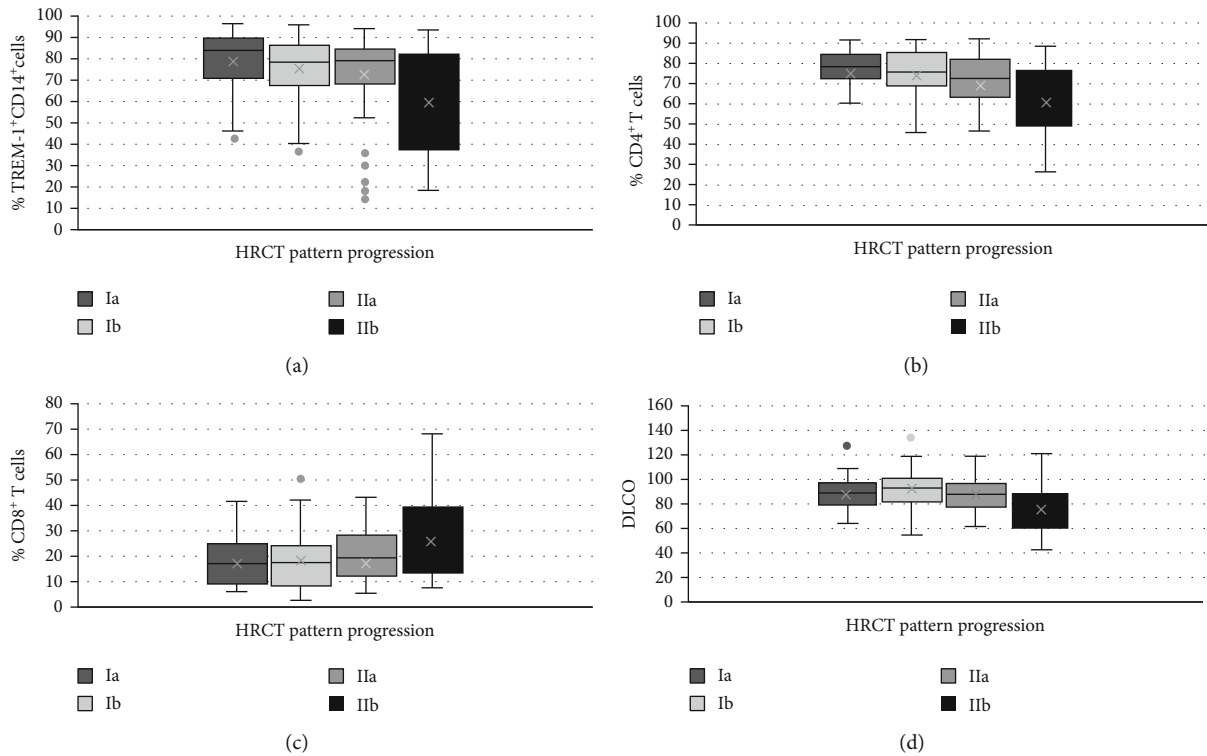 % TREM-1⁺CD14⁺cells
100
90
80
70
60
50
40
30
20
10
0
HRCT pattern progression
Ia
Ib
IIa
IIb
(a)
% CD4⁺ T cells
100
90
80
70
60
50
40
30
20
10
0
HRCT pattern progression
Ia
Ib
IIa
IIb
(b)
% CD8⁺ T cells
80
70
60
50
40
30
20
10
0
HRCT pattern progression
Ia
Ib
IIa
IIb
(c)
DLCO
160
140
120
100
80
60
40
20
0
HRCT pattern progression
Ia
Ib
IIa
IIb
(d)